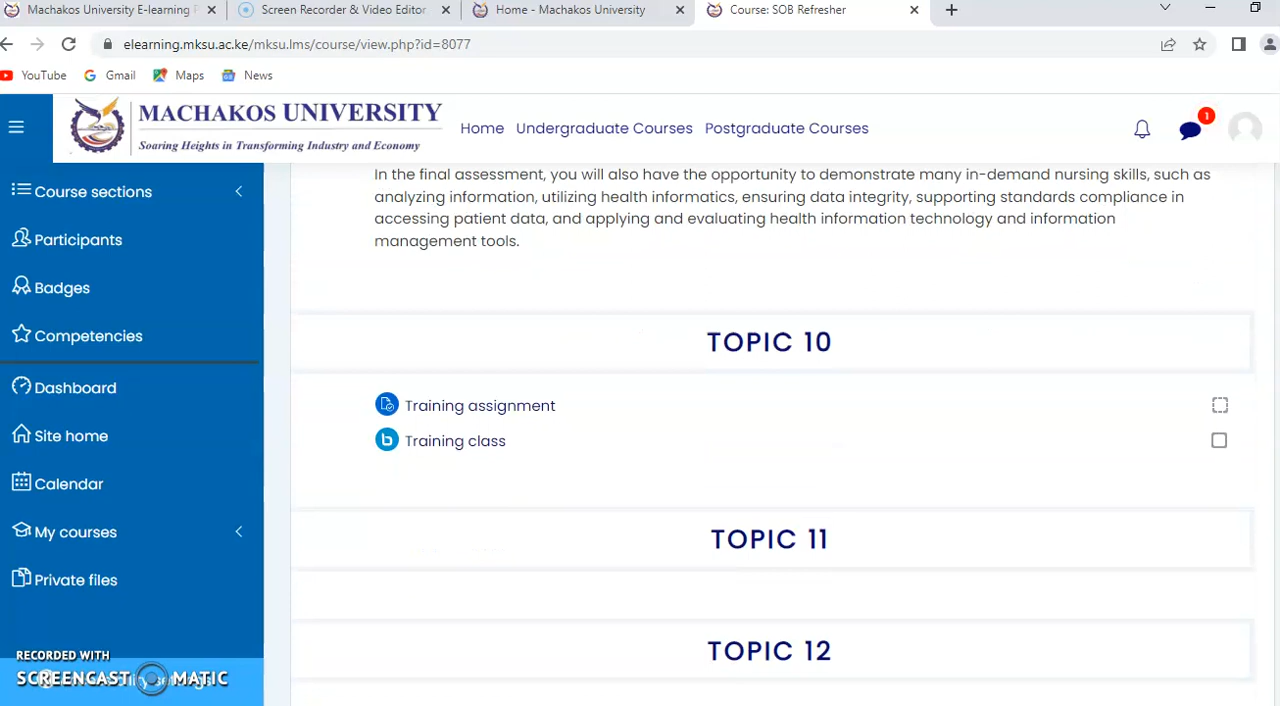 Machakos University E-learning P
Screen Recorder & Video Editor
Home - Machakos University
Course: SOB Refresher
elearning.mksu.ac.ke/mksu.lms/course/view.php?id=8077
YouTube
Gmail
Maps
News
MACHAKOS UNIVERSITY
Soaring Heights in Transforming Industry and Economy
Home
Undergraduate Courses
Postgraduate Courses
1
Course sections
Participants
Badges
Competencies
Dashboard
Site home
Calendar
My courses
Private files
In the final assessment, you will also have the opportunity to demonstrate many in-demand nursing skills, such as
analyzing information, utilizing health informatics, ensuring data integrity, supporting standards compliance in
accessing patient data, and applying and evaluating health information technology and information
management tools.
TOPIC 10
Training assignment
b
Training class
TOPIC 11
TOPIC 12
RECORDED WITH
SCREENCAST MATIC